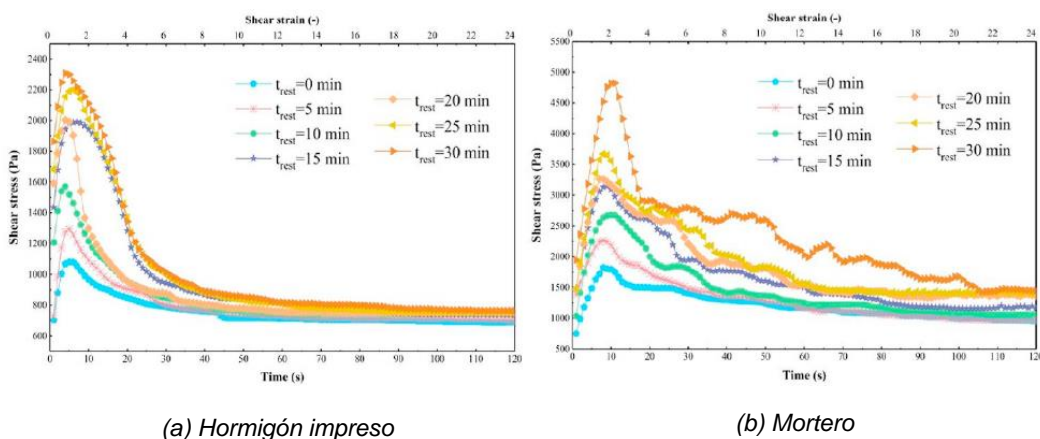 Shear strain (-)
0 2 4 6 8 10 12 14 16 18 20 22 24
2400
2200
2000
1800
1600
1400
1200
1000
800
600
Shear stress (Pa)
t_rest=0 min
t_rest=5 min
t_rest=10 min
t_rest=15 min
t_rest=20 min
t_rest=25 min
t_rest=30 min
0 10 20 30 40 50 60 70 80 90 100 110 120
Time (s)
(a) Hormigón impreso
Shear strain (-)
0 2 4 6 8 10 12 14 16 18 20 22 24
5500
5000
4500
4000
3500
3000
2500
2000
1500
1000
500
Shear stress (Pa)
t_rest=0 min
t_rest=5 min
t_rest=10 min
t_rest=15 min
t_rest=20 min
t_rest=25 min
t_rest=30 min
0 10 20 30 40 50 60 70 80 90 100 110 120
Time (s)
(b) Mortero